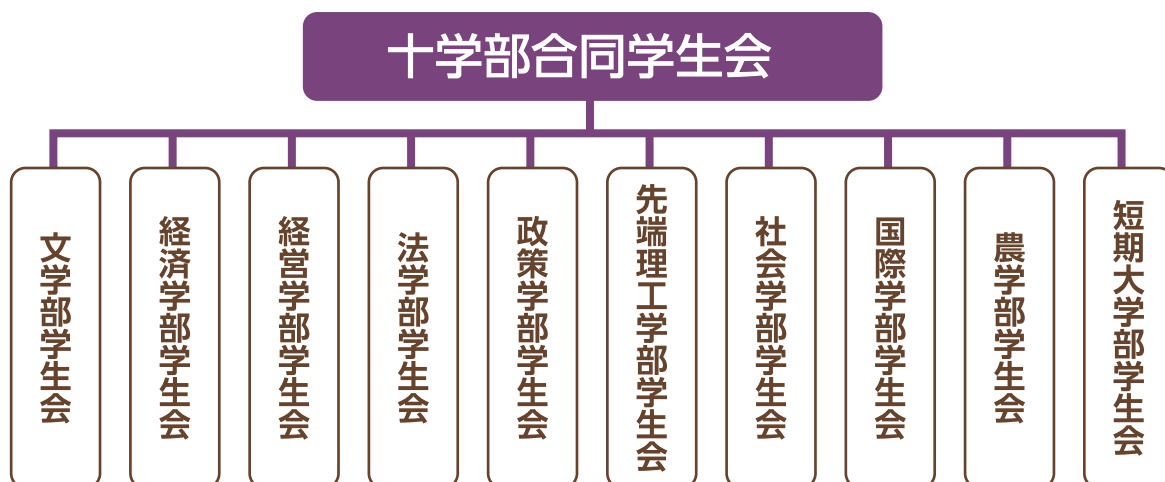 十学部合同学生会
文学部学生会
経済学部学生会
経営学部学生会
法学部学生会
政策学部学生会
先端理工学部学生会
社会学部学生会
国際学部学生会
農学部学生会
短期大学部学生会